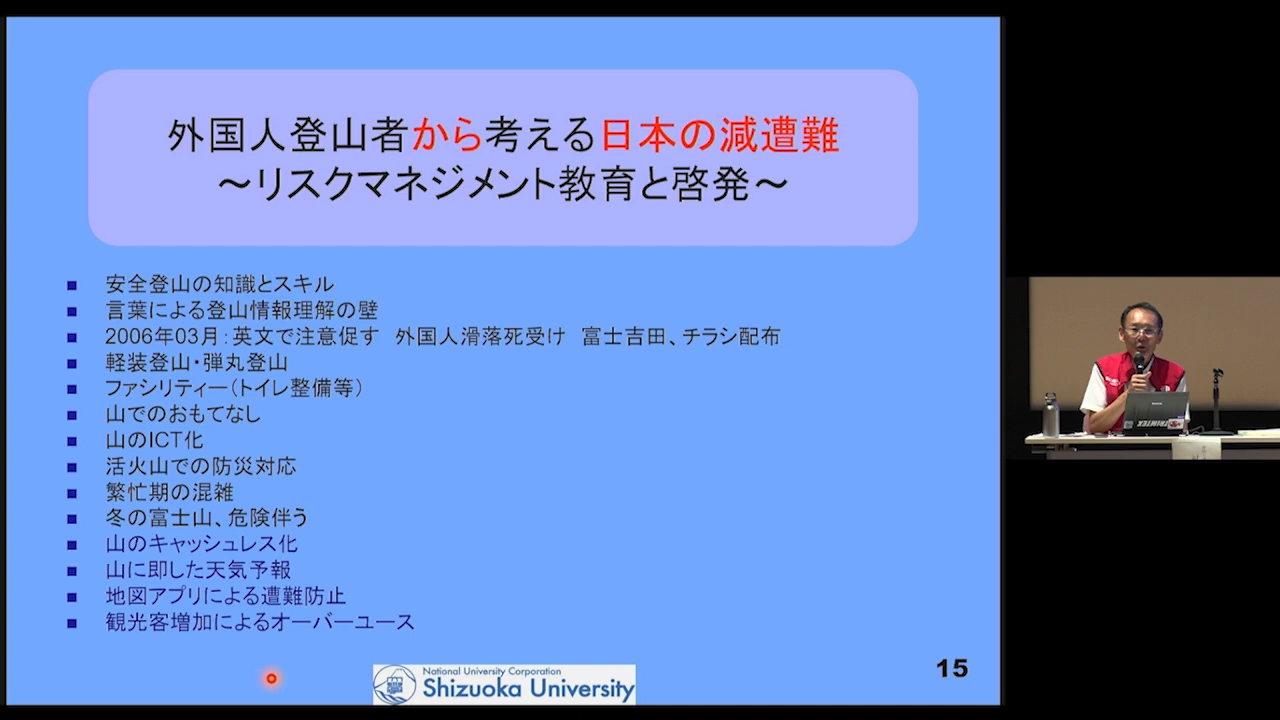 外国人登山者から考える日本の減遭難
～リスクマネジメント教育と啓発～
■ 安全登山の知識とスキル
■ 言葉による登山情報理解の壁
■ 2006年03月：英文で注意促す　外国人滑落死受け　富士吉田、チラシ配布
■ 軽装登山・弾丸登山
■ ファシリティー（トイレ整備等）
■ 山でのおもてなし
■ 山のICT化
■ 活火山での防災対応
■ 繁忙期の混雑
■ 冬の富士山、危険伴う
■ 山のキャッシュレス化
■ 山に即した天気予報
■ 地図アプリによる遭難防止
■ 観光客増加によるオーバーユース
National University Corporation
Shizuoka University
15